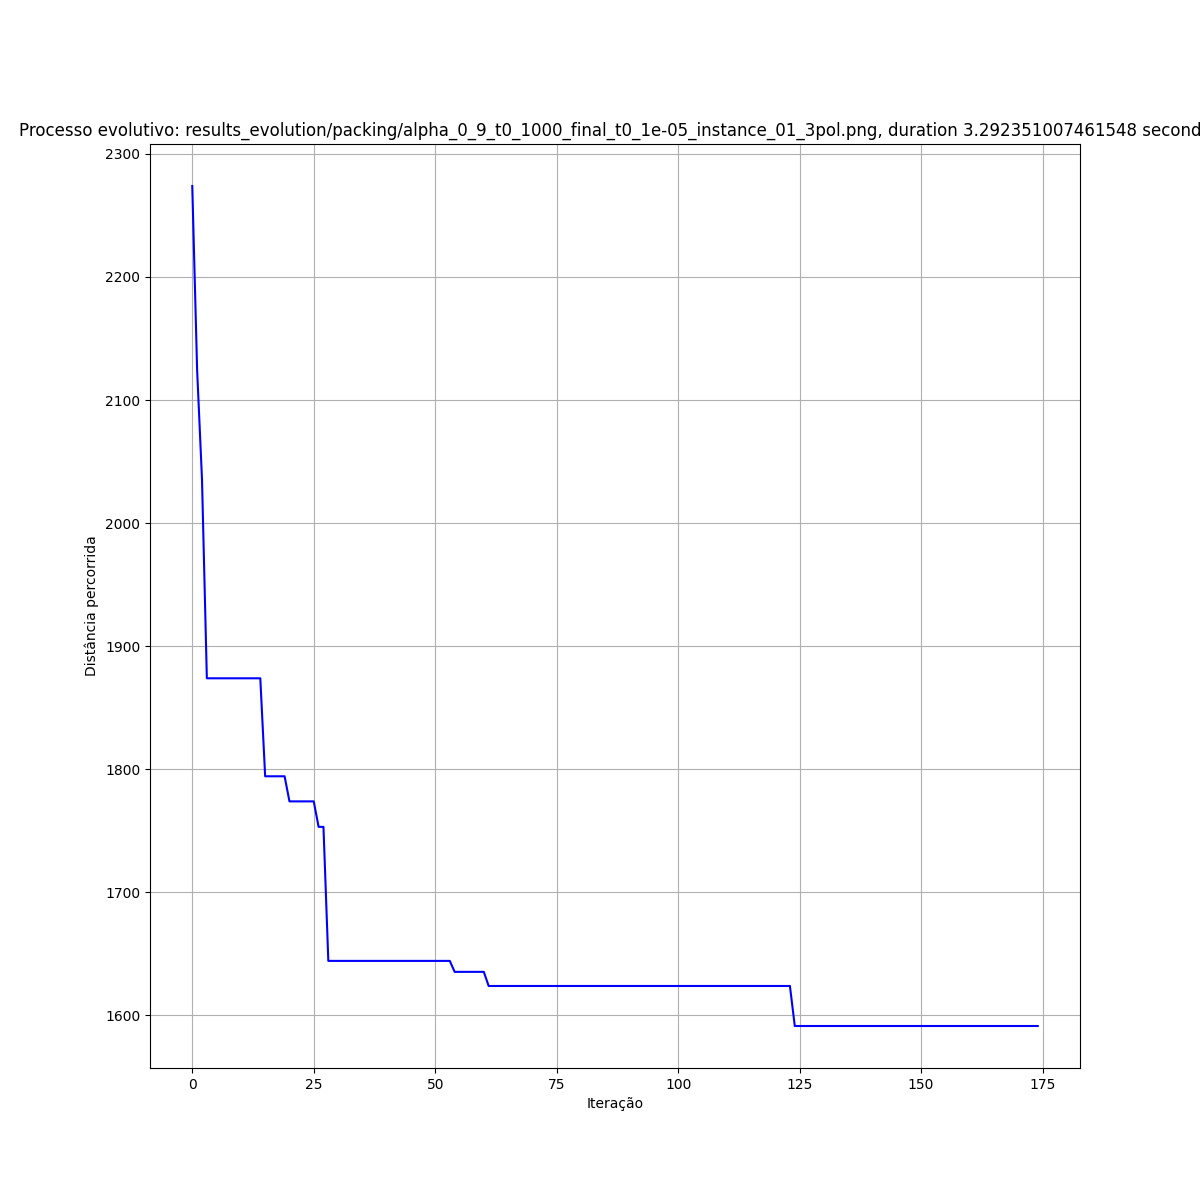 Processo evolutivo: results_evolution/packing/alpha_0_9_t0_1000_final_t0_1e-05_instance_01_3pol.png, duration 3.292351007461548 second
2300
2200
2100
2000
1900
1800
1700
1600
Distância percorrida
0 25 50 75 100 125 150 175
Iteração